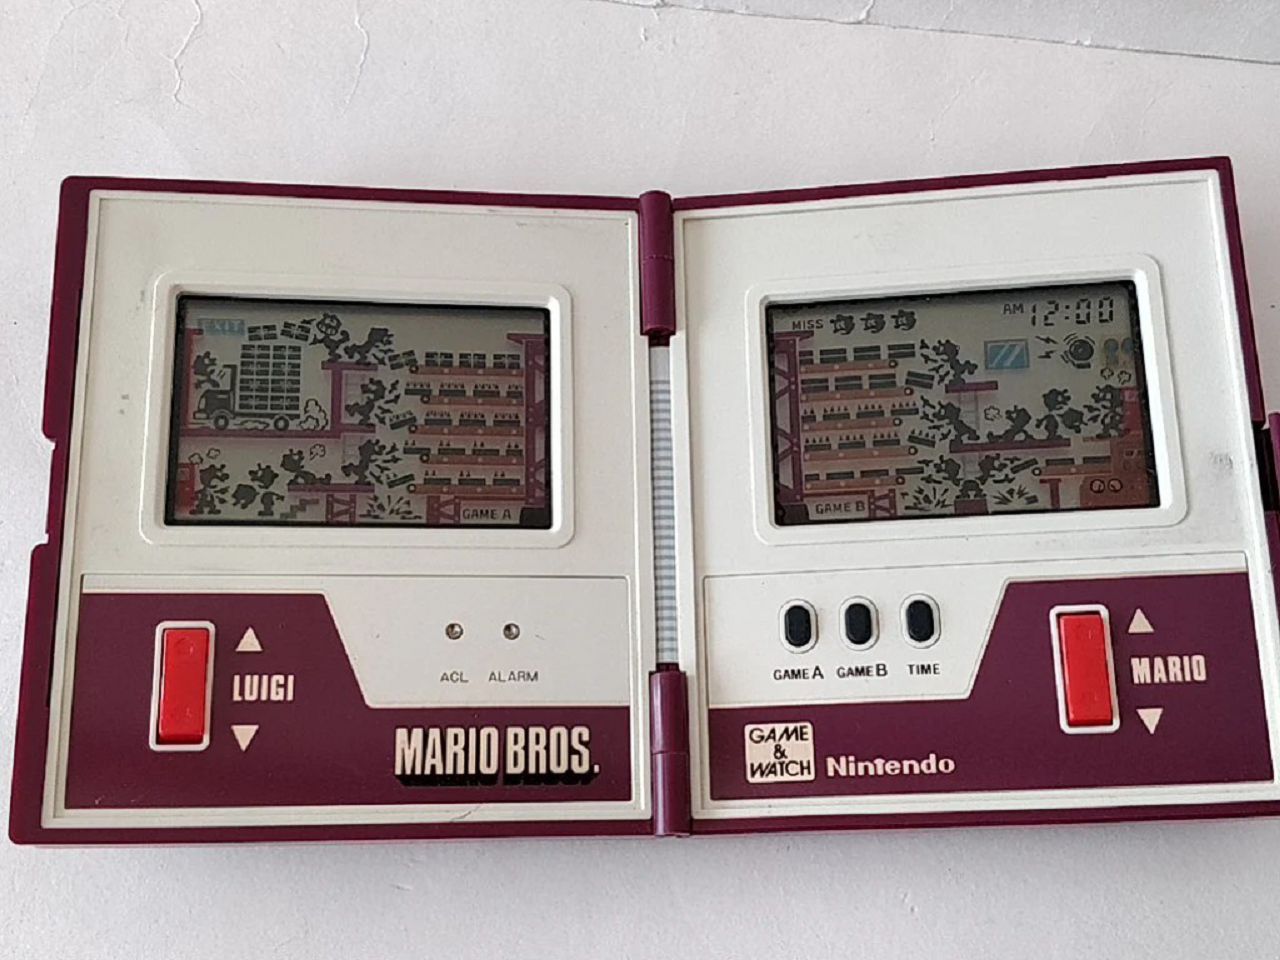 EXIT
GAME A
MISS
AM 12:00
GAME B
LUIGI
ACL
ALARM
MARIO BROS.
GAME A
GAME B
TIME
MARIO
GAME
&
WATCH
Nintendo